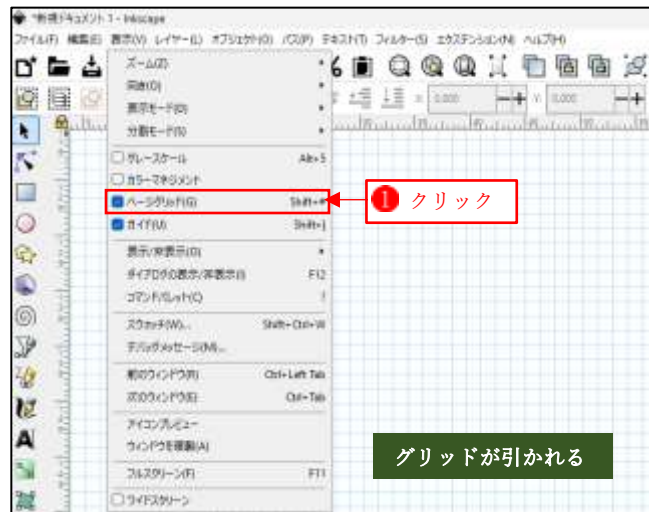 *新規ドキュメント 1 - Inkscape
ファイル(F) 編集(E) 表示(V) レイヤー(L) オブジェクト(O) パス(P) テキスト(T) フィルター(S) エクステンション(N) ヘルプ(H)
ズーム(Z)
向き(O)
表示モード(D)
分割モード(S)
X: 0.000 Y: 0.000
グレースケール Alt+5
カラーマネジメント
ページグリッド(G) Shift+#
1 クリック
ガイド(U) Shift+|
表示/非表示(O)
ダイアログの表示/非表示(I) F12
コマンドパレット(C) ?
スウォッチ(W)... Shift+Ctrl+W
デバッグメッセージ(M)...
前のウィンドウ(R) Ctrl+Left Tab
次のウィンドウ(E) Ctrl+Tab
アイコンプレビュー
ウィンドウを複製(A)
グリッドが引かれる
フルスクリーン(F) F11
ワイドスクリーン